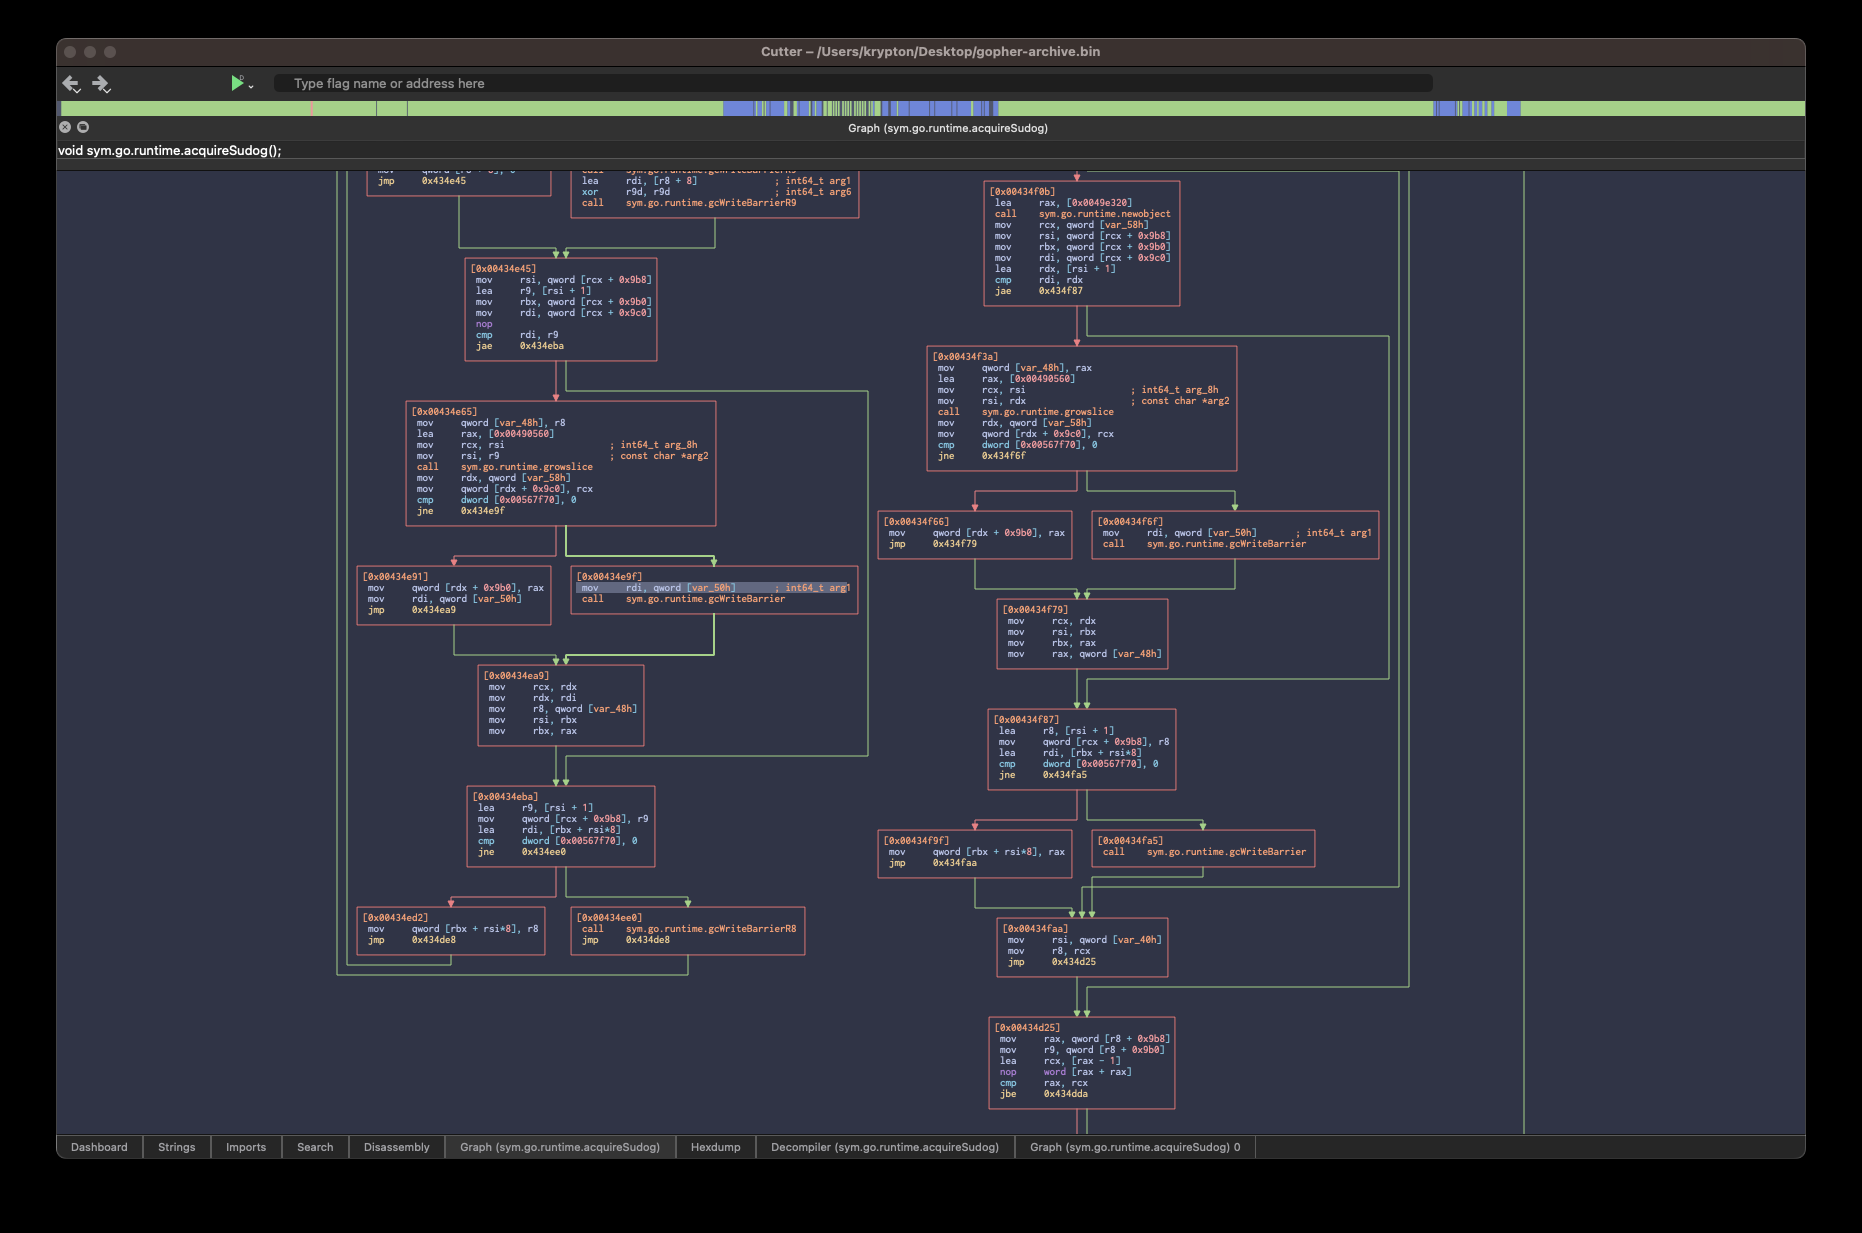 Cutter – /Users/krypton/Desktop/gopher-archive.bin
Type flag name or address here
Graph (sym.go.runtime.acquireSudog)
void sym.go.runtime.acquireSudog();
jmp 0x434e45
lea rdi, [r8 + 8] ; int64_t arg1
xor r9d, r9d ; int64_t arg6
call sym.go.runtime.gcWriteBarrierR9
[0x00434e45]
mov rsi, qword [rcx + 0x9b8]
lea r9, [rsi + 1]
mov rbx, qword [rcx + 0x9b0]
mov rdi, qword [rcx + 0x9c0]
nop
cmp rdi, r9
jae 0x434eba
[0x00434e65]
mov qword [var_48h], r8
lea rax, [0x00490560]
mov rcx, rsi ; int64_t arg_8h
mov rsi, r9 ; const char *arg2
call sym.go.runtime.growslice
mov rdx, qword [var_58h]
mov qword [rdx + 0x9c0], rcx
cmp dword [0x00567f70], 0
jne 0x434e9f
[0x00434e91]
mov qword [rdx + 0x9b0], rax
mov rdi, qword [var_50h]
jmp 0x434ea9
[0x00434e9f]
mov rdi, qword [var_50h] ; int64_t arg1
call sym.go.runtime.gcWriteBarrier
[0x00434ea9]
mov rcx, rdx
mov rdx, rdi
mov r8, qword [var_48h]
mov rsi, rbx
mov rbx, rax
[0x00434eba]
lea r9, [rsi + 1]
mov qword [rcx + 0x9b8], r9
lea rdi, [rbx + rsi*8]
cmp dword [0x00567f70], 0
jne 0x434ee0
[0x00434ed2]
mov qword [rbx + rsi*8], r8
jmp 0x434de8
[0x00434ee0]
call sym.go.runtime.gcWriteBarrierR8
jmp 0x434de8
[0x00434f0b]
lea rax, [0x0049e320]
call sym.go.runtime.newobject
mov rcx, qword [var_58h]
mov rsi, qword [rcx + 0x9b8]
mov rbx, qword [rcx + 0x9b0]
mov rdi, qword [rcx + 0x9c0]
lea rdx, [rsi + 1]
cmp rdi, rdx
jae 0x434f87
[0x00434f3a]
mov qword [var_48h], rax
lea rax, [0x00490560]
mov rcx, rsi ; int64_t arg_8h
mov rsi, rdx ; const char *arg2
call sym.go.runtime.growslice
mov rdx, qword [var_58h]
mov qword [rdx + 0x9c0], rcx
cmp dword [0x00567f70], 0
jne 0x434f6f
[0x00434f66]
mov qword [rdx + 0x9b0], rax
jmp 0x434f79
[0x00434f6f]
mov rdi, qword [var_50h] ; int64_t arg1
call sym.go.runtime.gcWriteBarrier
[0x00434f79]
mov rcx, rdx
mov rsi, rbx
mov rbx, rax
mov rax, qword [var_48h]
[0x00434f87]
lea r8, [rsi + 1]
mov qword [rcx + 0x9b8], r8
lea rdi, [rbx + rsi*8]
cmp dword [0x00567f70], 0
jne 0x434fa5
[0x00434f9f]
mov qword [rbx + rsi*8], rax
jmp 0x434faa
[0x00434fa5]
call sym.go.runtime.gcWriteBarrier
[0x00434faa]
mov rsi, qword [var_40h]
mov r8, rcx
jmp 0x434d25
[0x00434d25]
mov rax, qword [r8 + 0x9b8]
mov r9, qword [r8 + 0x9b0]
lea rcx, [rax - 1]
nop word [rax + rax]
cmp rax, rcx
jbe 0x434dda
Dashboard
Strings
Imports
Search
Disassembly
Graph (sym.go.runtime.acquireSudog)
Hexdump
Decompiler (sym.go.runtime.acquireSudog)
Graph (sym.go.runtime.acquireSudog) 0